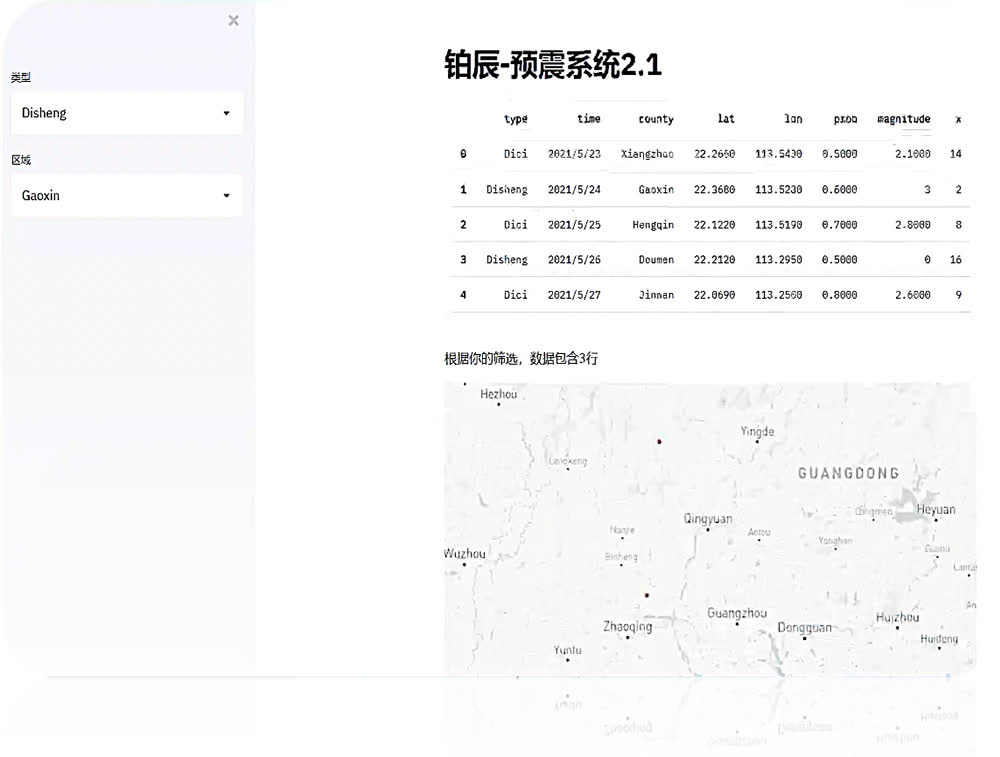 ×
类型
Disheng
区域
Gaoxin
铂辰-预震系统2.1
type time county lat lon prob magnitude x
0 Dici 2021/5/23 Xiangzhou 22.2660 113.5430 0.5000 2.1000 14
1 Disheng 2021/5/24 Gaoxin 22.3680 113.5230 0.6000 3 2
2 Dici 2021/5/25 Hengqin 22.1220 113.5190 0.7000 2.8000 8
3 Disheng 2021/5/26 Doumen 22.2120 113.2950 0.5000 0 16
4 Dici 2021/5/27 Jinwan 22.0690 113.2560 0.8000 2.6000 9
根据你的筛选，数据包含3行
Hezhou
Yingde
GUANGDONG
Heyuan
Longmen
Qingyuan
Aotou
Nanjie
Binheng
Wuzhou
Guangzhou
Huizhou
Zhaoqing
Dongguan
Huidong
Yunfu